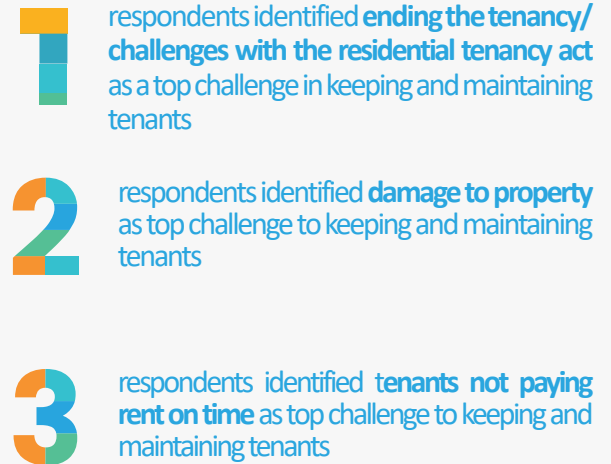 1
respondents identified ending the tenancy/
challenges with the residential tenancy act
as a top challenge in keeping and maintaining
tenants
2
respondents identified damage to property
as top challenge to keeping and maintaining
tenants
3
respondents identified tenants not paying
rent on time as top challenge to keeping and
maintaining tenants